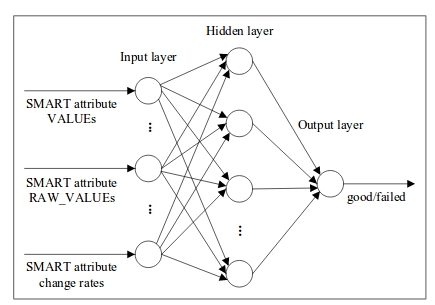 Hidden layer
Input layer
SMART attribute
VALUEs
Output layer
SMART attribute
RAW_VALUEs
good/failed
SMART attribute
change rates